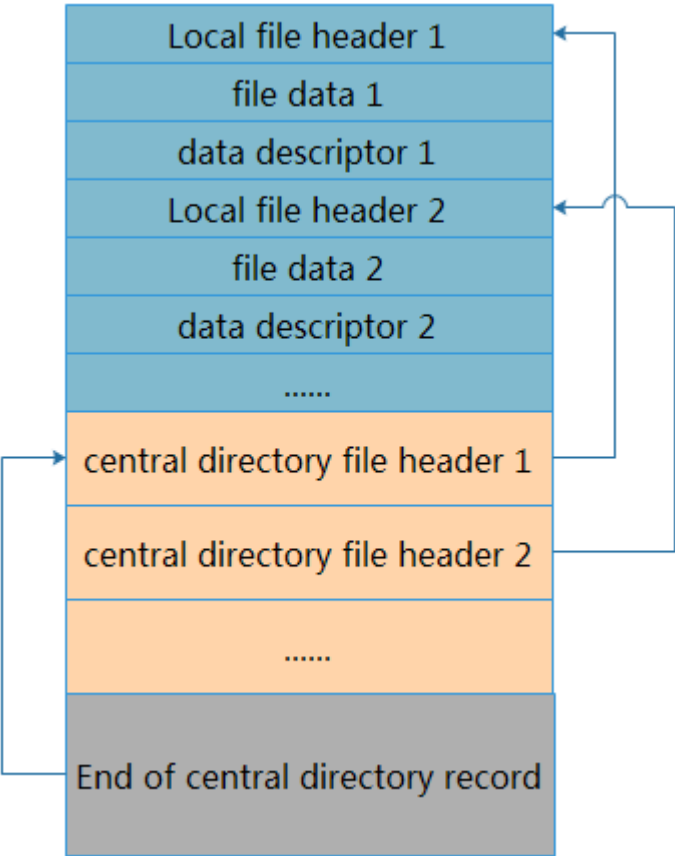 Local file header 1
file data 1
data descriptor 1
Local file header 2
file data 2
data descriptor 2
......
central directory file header 1
central directory file header 2
......
End of central directory record